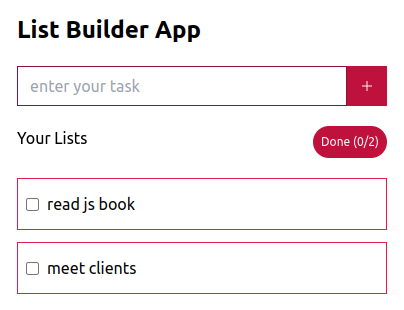 List Builder App
enter your task
+
Your Lists
Done (0/2)
read js book
meet clients